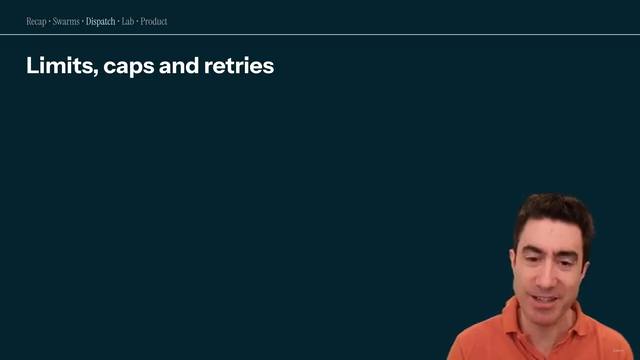 Recap • Swarms • Dispatch • Lab • Product
Limits, caps and retries